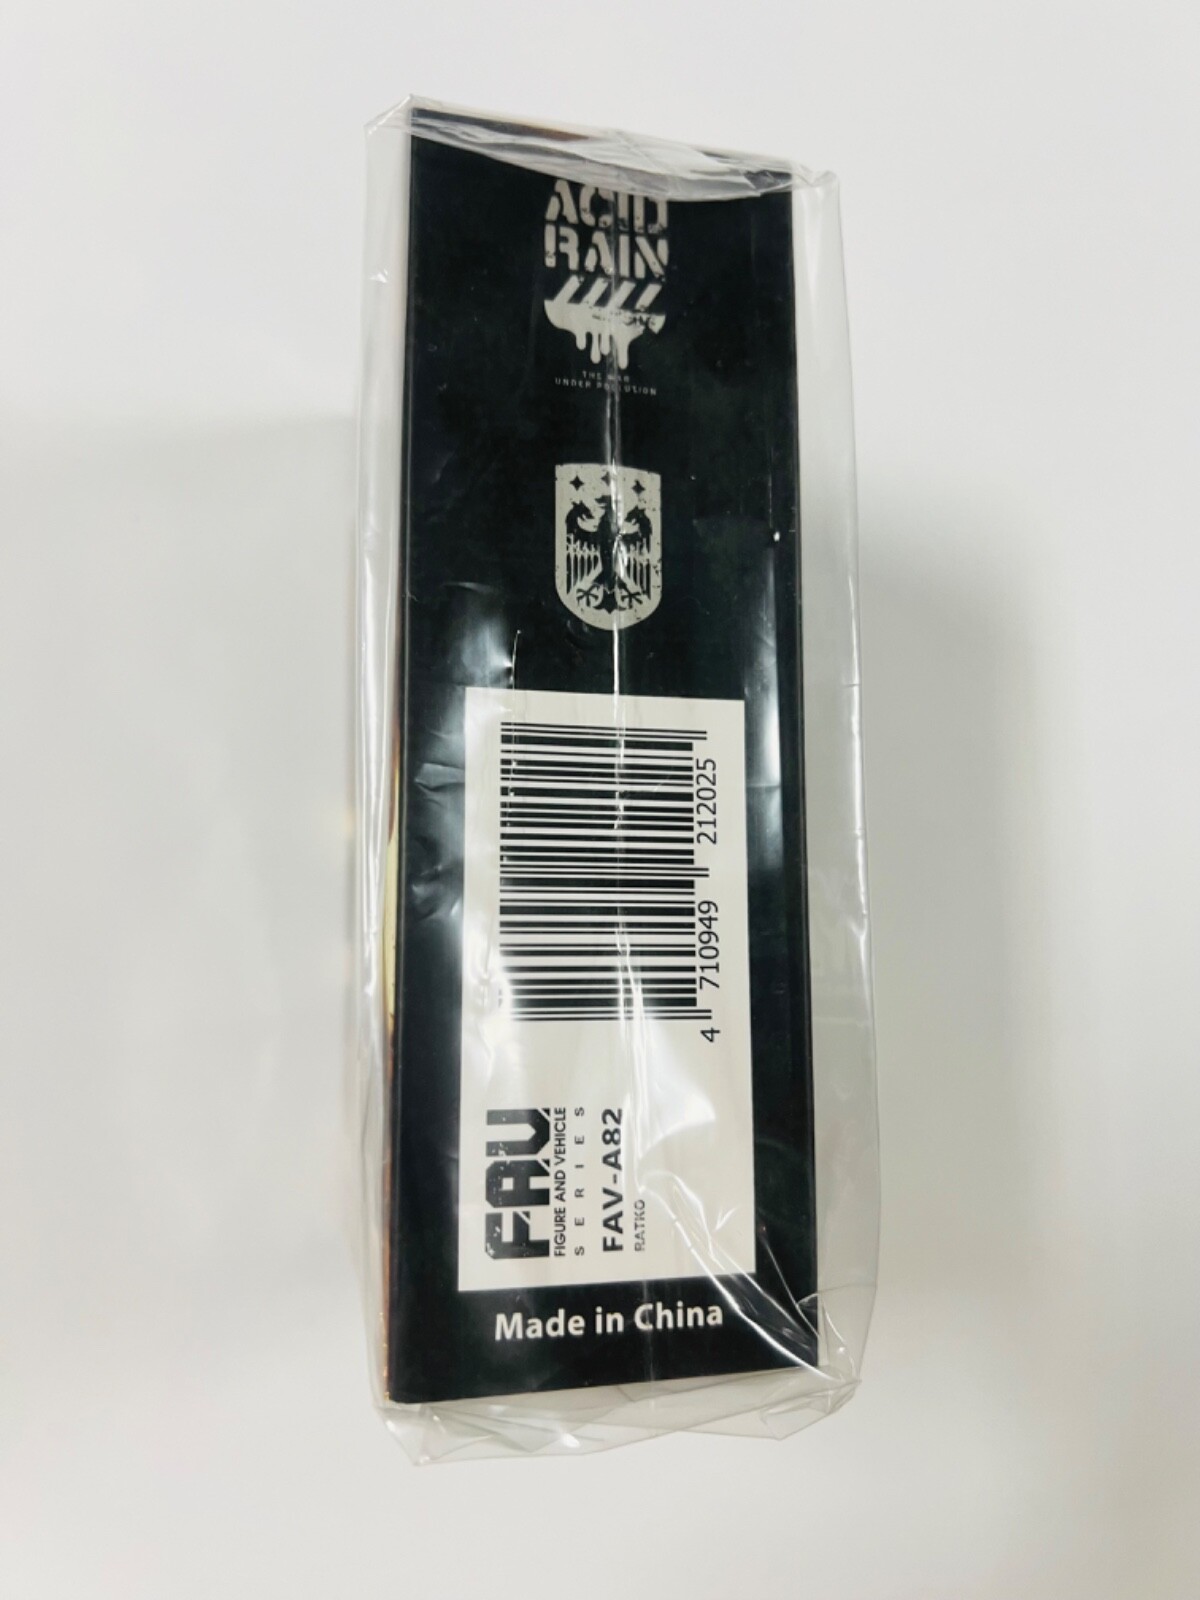 ACID
RAIN
THE WAR
UNDER POLLUSION
4 710949 212025
FAV
FIGURE AND VEHICLE
SERIES
FAV-A82
RATKO
Made in China